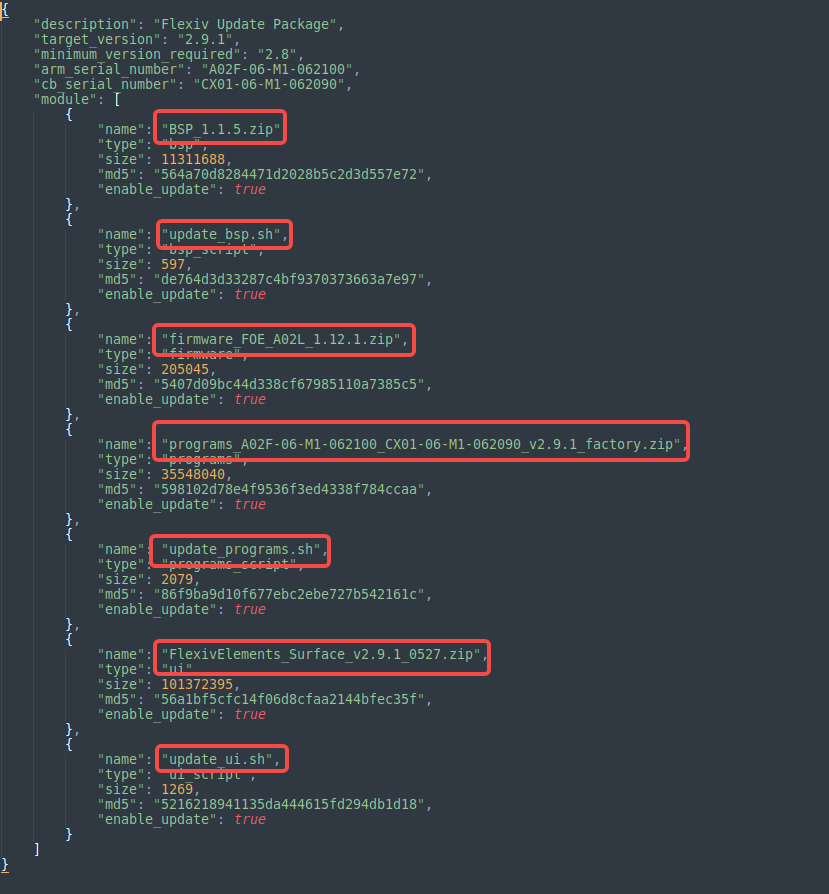 {
"description": "Flexiv Update Package",
"target_version": "2.9.1",
"minimum_version_required": "2.8",
"arm_serial_number": "A02F-06-M1-062100",
"cb_serial_number": "CX01-06-M1-062090",
"module": [
{
"name": "BSP_1.1.5.zip"
"type": "bsp",
"size": 11311688,
"md5": "564a70d8284471d2028b5c2d3d557e72",
"enable_update": true
},
{
"name": "update_bsp.sh",
"type": "bsp_script",
"size": 597,
"md5": "de764d3d33287c4bf9370373663a7e97",
"enable_update": true
},
{
"name": "firmware_FOE_A02L_1.12.1.zip",
"type": "firmware",
"size": 205045,
"md5": "5407d09bc44d338cf67985110a7385c5",
"enable_update": true
},
{
"name": "programs_A02F-06-M1-062100_CX01-06-M1-062090_v2.9.1_factory.zip",
"type": "programs",
"size": 35548040,
"md5": "598102d78e4f9536f3ed4338f784ccaa",
"enable_update": true
},
{
"name": "update_programs.sh",
"type": "programs_script",
"size": 2079,
"md5": "86f9ba9d10f677ebc2ebe727b542161c",
"enable_update": true
},
{
"name": "FlexivElements_Surface_v2.9.1_0527.zip",
"type": "ui"
"size": 101372395,
"md5": "56a1bf5cfc14f06d8cfaa2144bfec35f",
"enable_update": true
},
{
"name": "update_ui.sh",
"type": "ui_script",
"size": 1269,
"md5": "5216218941135da444615fd294db1d18",
"enable_update": true
}
]
}